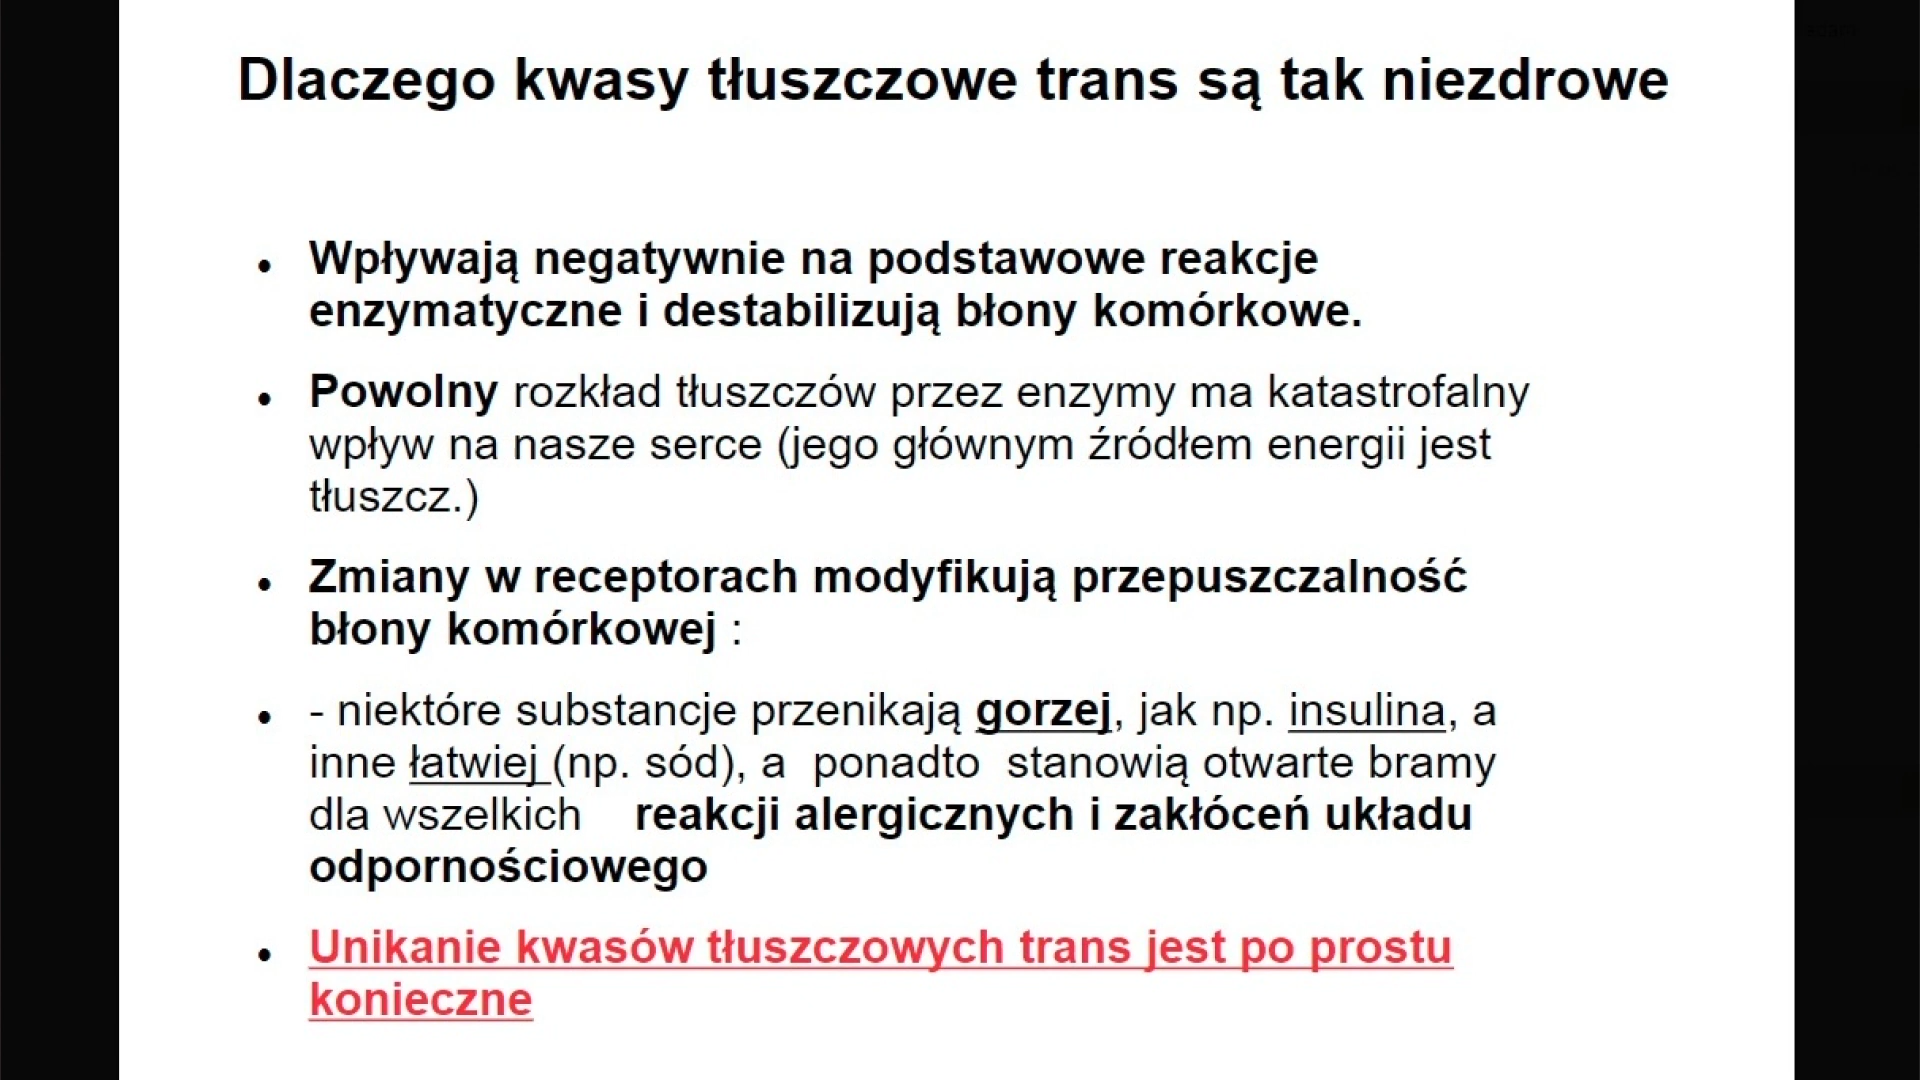 Dlaczego kwasy tłuszczowe trans są tak niezdrowe
• Wpływają negatywnie na podstawowe reakcje
enzymatyczne i destabilizują błony komórkowe.
• Powolny rozkład tłuszczów przez enzymy ma katastrofalny
wpływ na nasze serce (jego głównym źródłem energii jest
tłuszcz.)
• Zmiany w receptorach modyfikują przepuszczalność
błony komórkowej :
• - niektóre substancje przenikają gorzej, jak np. insulina, a
inne łatwiej (np. sód), a ponadto stanowią otwarte bramy
dla wszelkich reakcji alergicznych i zakłóceń układu
odpornościowego
• Unikanie kwasów tłuszczowych trans jest po prostu
konieczne